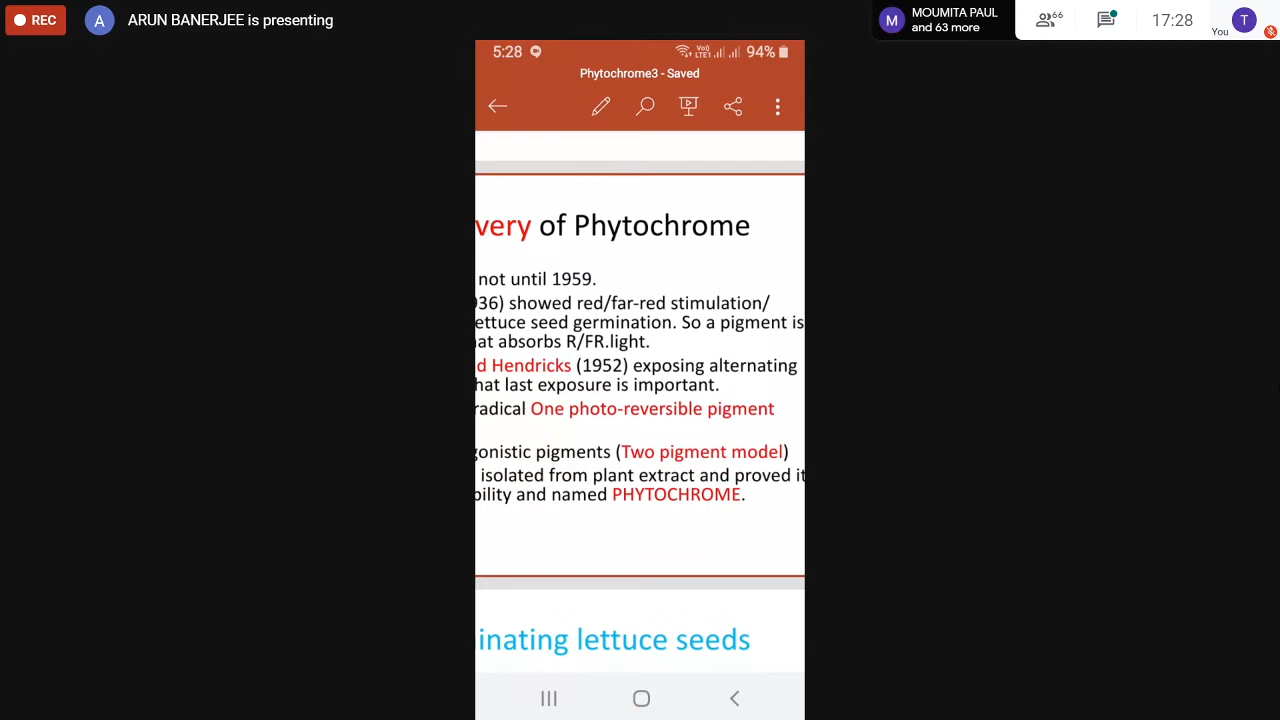 REC
A
ARUN BANERJEE is presenting
M
MOUMITA PAUL
and 63 more
66
17:28
You
T
5:28
Vo))
LTE1
94%
Phytochrome3 - Saved
very of Phytochrome
not until 1959.
36) showed red/far-red stimulation/
ettuce seed germination. So a pigment is
hat absorbs R/FR.light.
d Hendricks (1952) exposing alternating
hat last exposure is important.
radical One photo-reversible pigment
gonistic pigments (Two pigment model)
isolated from plant extract and proved it
bility and named PHYTOCHROME.
inating lettuce seeds